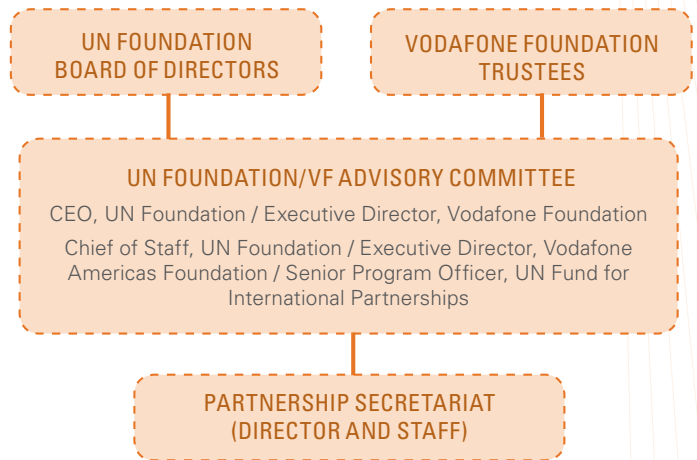 UN FOUNDATION
BOARD OF DIRECTORS
VODAFONE FOUNDATION
TRUSTEES
UN FOUNDATION/VF ADVISORY COMMITTEE
CEO, UN Foundation / Executive Director, Vodafone Foundation
Chief of Staff, UN Foundation / Executive Director, Vodafone
Americas Foundation / Senior Program Officer, UN Fund for
International Partnerships
PARTNERSHIP SECRETARIAT
(DIRECTOR AND STAFF)